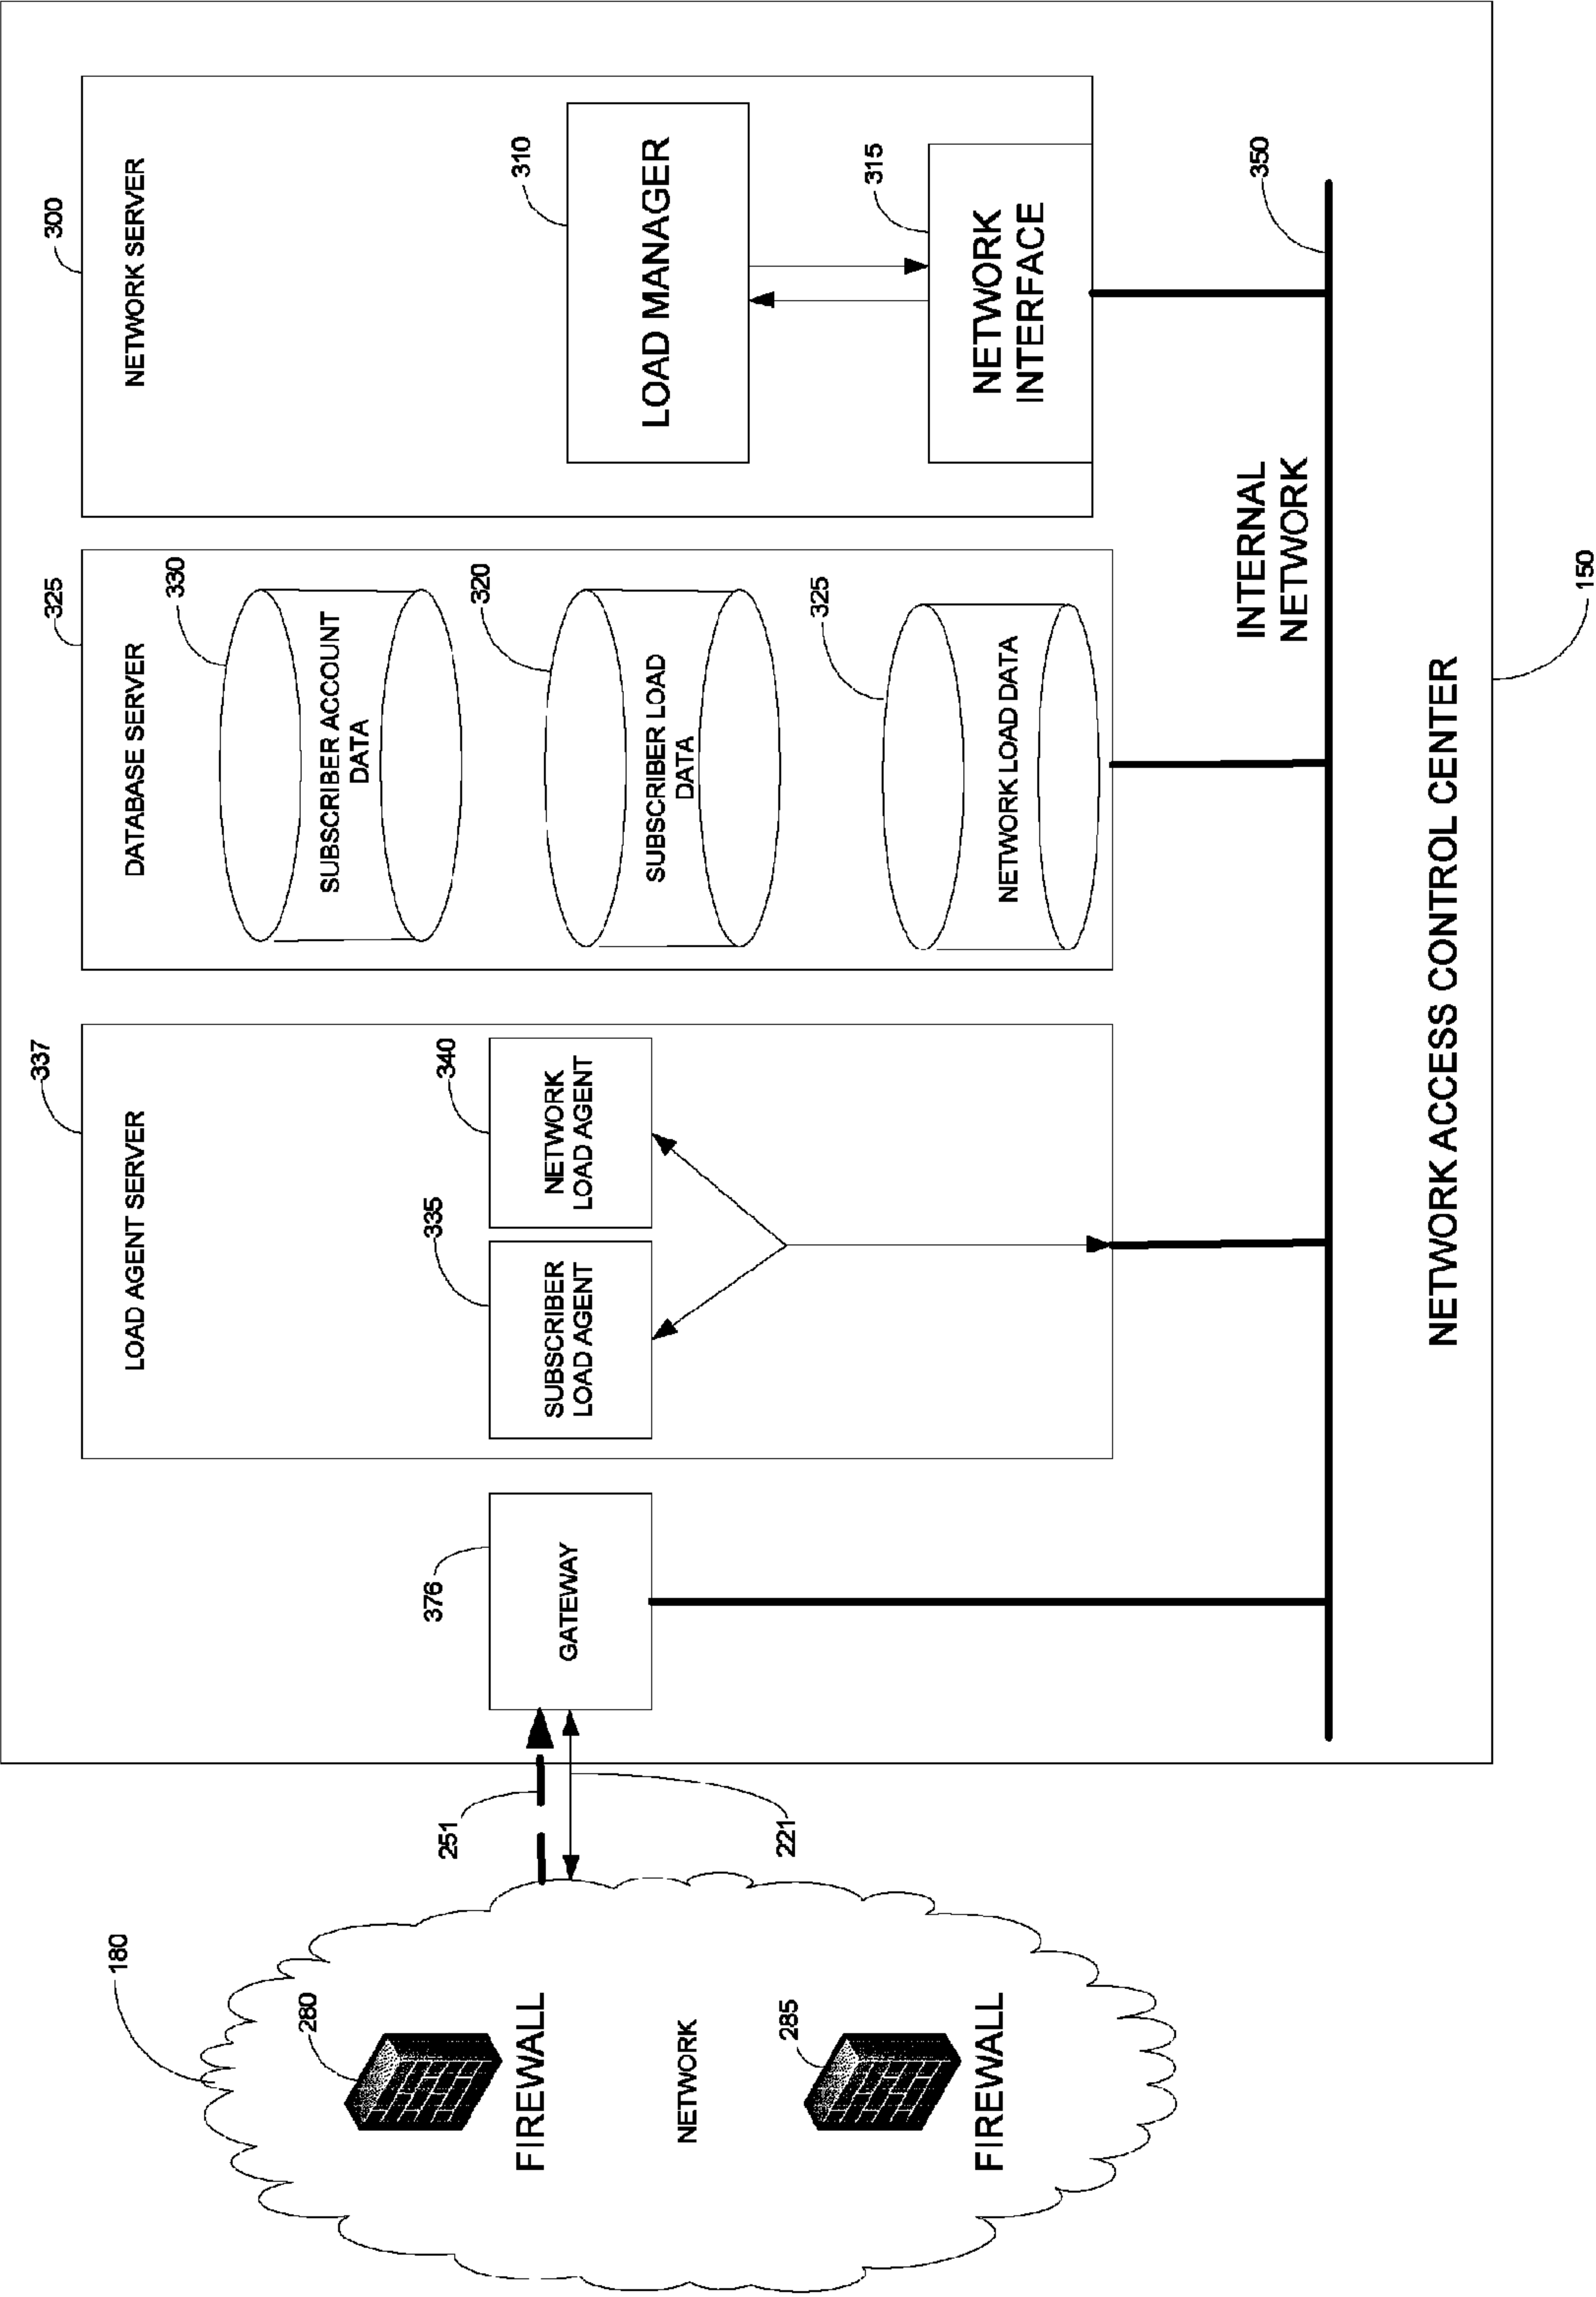 180
280
FIREWALL
NETWORK
285
FIREWALL
251
221
376
GATEWAY
337
LOAD AGENT SERVER
335
SUBSCRIBER
LOAD AGENT
340
NETWORK
LOAD AGENT
325
DATABASE SERVER
330
SUBSCRIBER ACCOUNT
DATA
320
SUBSCRIBER LOAD
DATA
325
NETWORK LOAD DATA
300
NETWORK SERVER
310
LOAD MANAGER
315
NETWORK
INTERFACE
INTERNAL
NETWORK
350
NETWORK ACCESS CONTROL CENTER
150